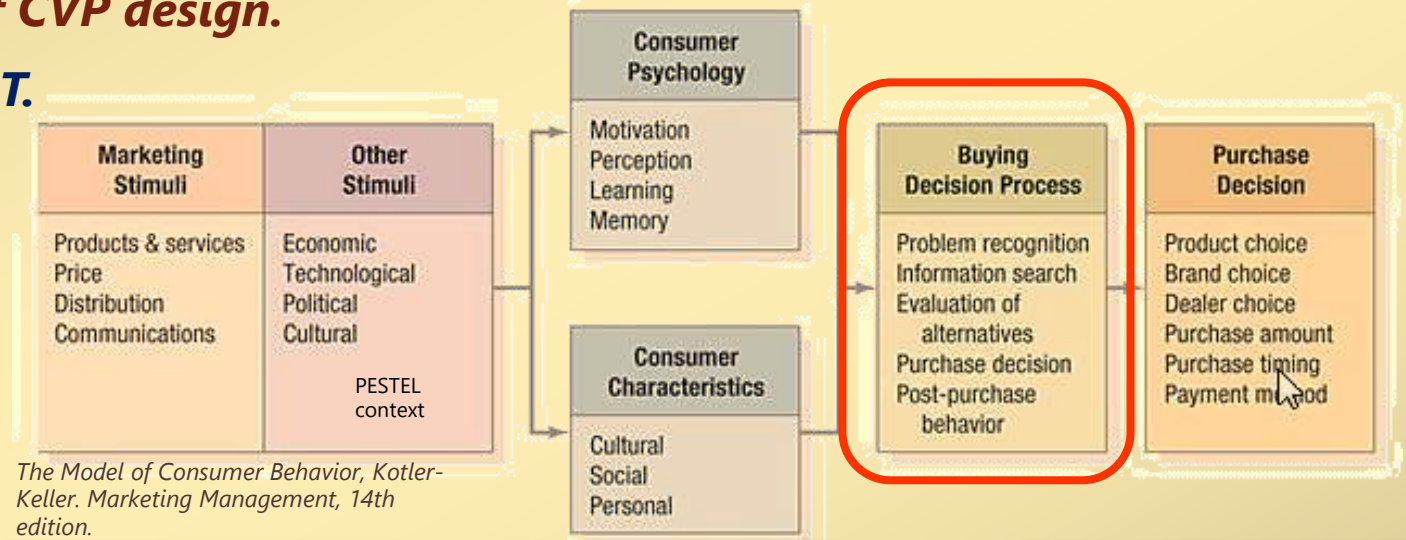 f CVP design.
T.
Marketing
Stimuli
Products & services
Price
Distribution
Communications
Other
Stimuli
Economic
Technological
Political
Cultural
PESTEL
context
Consumer
Psychology
Motivation
Perception
Learning
Memory
Consumer
Characteristics
Cultural
Social
Personal
Buying
Decision Process
Problem recognition
Information search
Evaluation of
alternatives
Purchase decision
Post-purchase
behavior
Purchase
Decision
Product choice
Brand choice
Dealer choice
Purchase amount
Purchase timing
Payment method
The Model of Consumer Behavior, Kotler-
Keller. Marketing Management, 14th
edition.